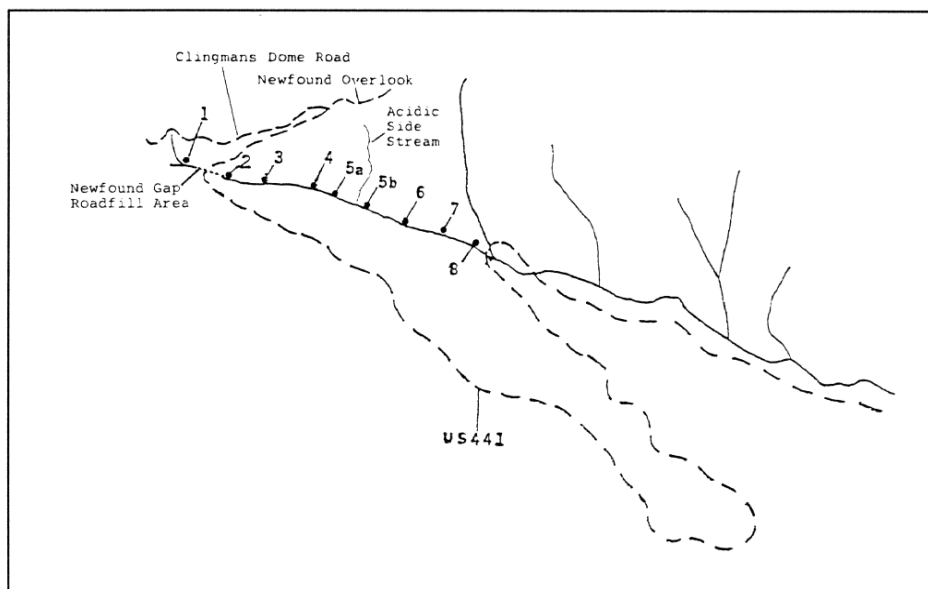 Clingmans Dome Road
Newfound Overlook
Acidic
Side
Stream
1
2
3
4
5a
5b
6
7
8
Newfound Gap
Roadfill Area
US441